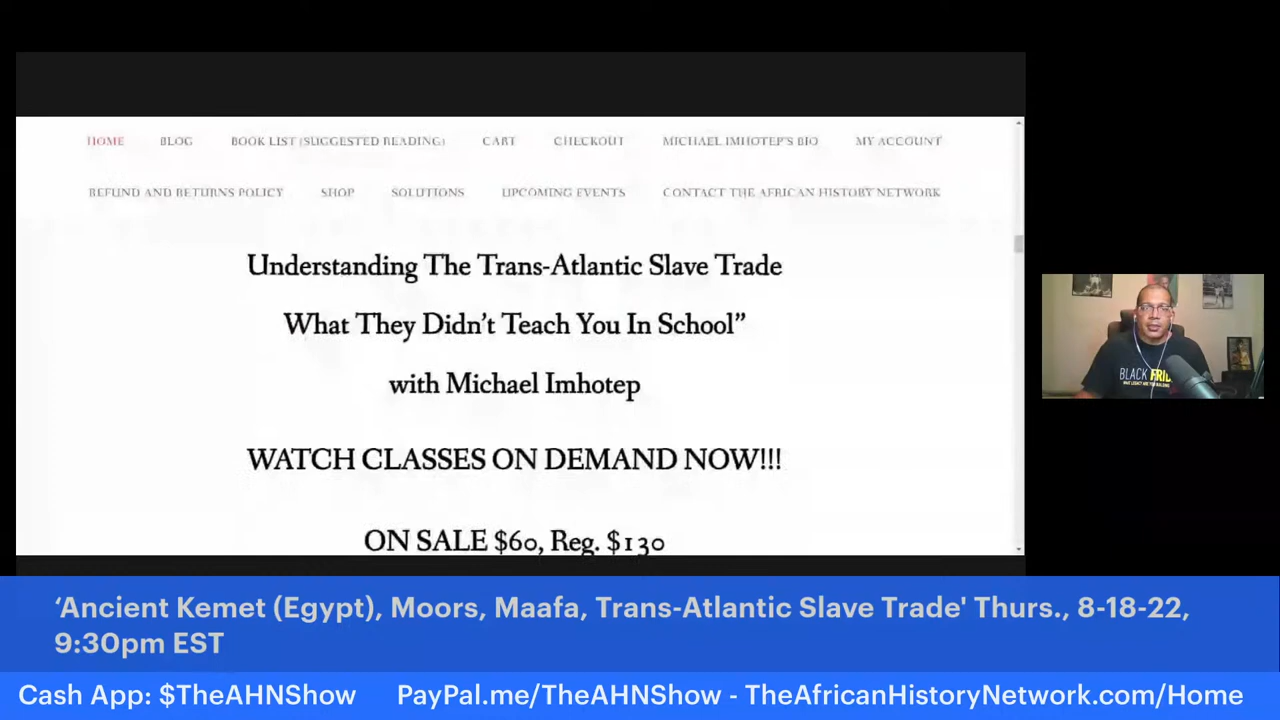 HOME BLOG BOOK LIST (SUGGESTED READING) CART CHECKOUT MICHAEL IMHOTEP'S BIO MY ACCOUNT
REFUND AND RETURNS POLICY SHOP SOLUTIONS UPCOMING EVENTS CONTACT THE AFRICAN HISTORY NETWORK
Understanding The Trans-Atlantic Slave Trade
What They Didn't Teach You In School”
with Michael Imhotep
WATCH CLASSES ON DEMAND NOW!!!
ON SALE $60, Reg. $130
BLACK
‘Ancient Kemet (Egypt), Moors, Maafa, Trans-Atlantic Slave Trade' Thurs., 8-18-22,
9:30pm EST
Cash App: $TheAHNShow PayPal.me/TheAHNShow - TheAfricanHistoryNetwork.com/Home